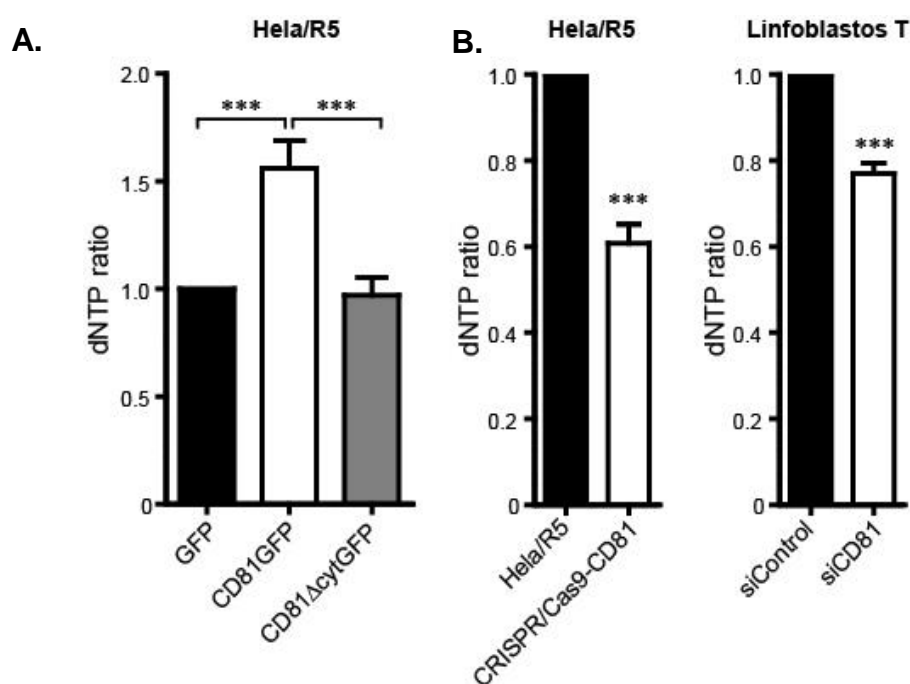 A.
Hela/R5
dNTP ratio
2.0
1.5
1.0
0.5
0
***
***
GFP
CD81GFP
CD81ΔcytGFP
B.
Hela/R5
dNTP ratio
1.0
0.8
0.6
0.4
0.2
0
***
Hela/R5
CRISPR/Cas9-CD81
Linfoblastos T
dNTP ratio
1.0
0.8
0.6
0.4
0.2
0
***
siControl
siCD81